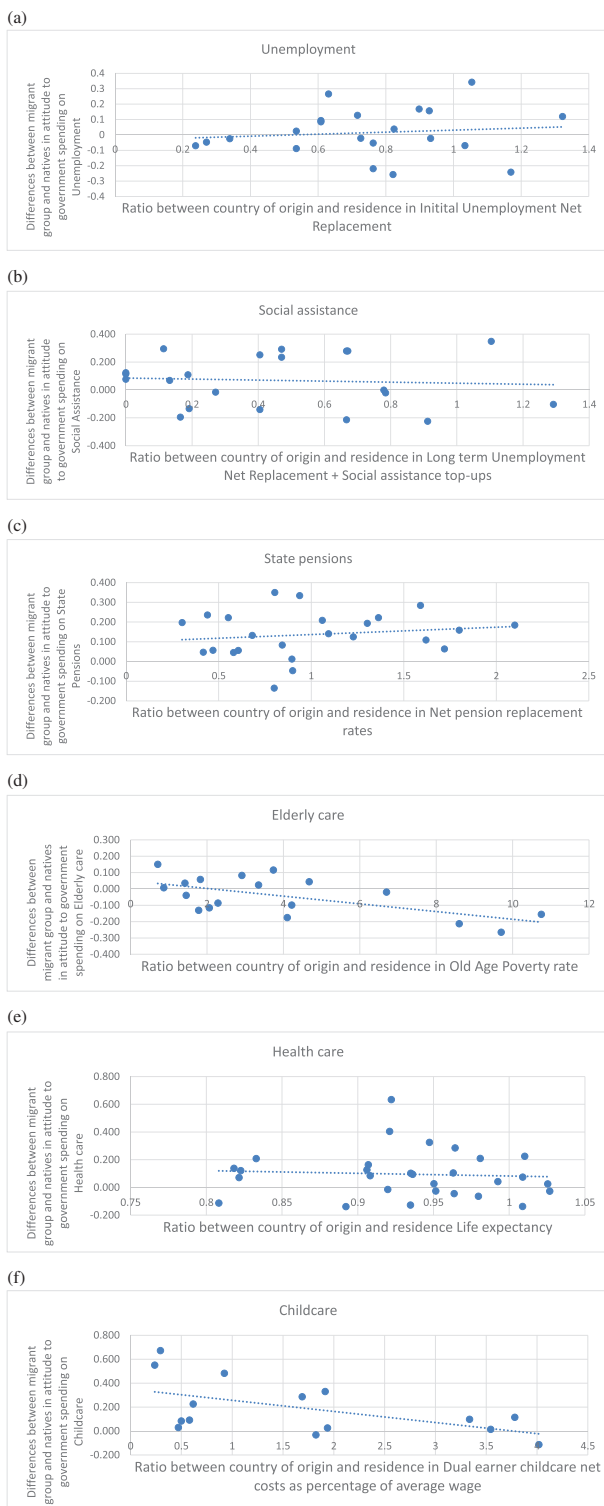 (a)
Unemployment
Differences between migrant
group and natives in attitude to
government spending on
Unemployment
0.4
0.3
0.2
0.1
0
-0.1
-0.2
-0.3
-0.4
0 0.2 0.4 0.6 0.8 1 1.2 1.4
Ratio between country of origin and residence in Initital Unemployment Net
Replacement
(b)
Social assistance
Differences between migrant
group and natives in attitude
to government spending on
Social Assistance
0.400
0.200
0.000
-0.200
-0.400
0 0.2 0.4 0.6 0.8 1 1.2 1.4
Ratio between country of origin and residence in Long term Unemployment
Net Replacement + Social assistance top-ups
(c)
State pensions
Differences between migrant
group and natives in attitude to
government spending on State
Pensions
0.400
0.300
0.200
0.100
0.000
-0.100
-0.200
0 0.5 1 1.5 2 2.5
Ratio between country of origin and residence in Net pension replacement
rates
(d)
Elderly care
Differences between
migrant group and natives
in attitude to government
spending on Elderly care
0.300
0.200
0.100
0.000
-0.100
-0.200
-0.300
-0.400
0 2 4 6 8 10 12
Ratio between country of origin and residence in Old Age Poverty rate
(e)
Health care
Differences between migrant
group and natives in attitude to
government spending on
Health care
0.800
0.600
0.400
0.200
0.000
-0.200
0.75 0.8 0.85 0.9 0.95 1 1.05
Ratio between country of origin and residence Life expectancy
(f)
Childcare
Differences between migrant
group and natives in attitude to
government spending on
Childcare
0.800
0.600
0.400
0.200
0.000
-0.200
0 0.5 1 1.5 2 2.5 3 3.5 4 4.5
Ratio between country of origin and residence in Dual earner childcare net
costs as percentage of average wage